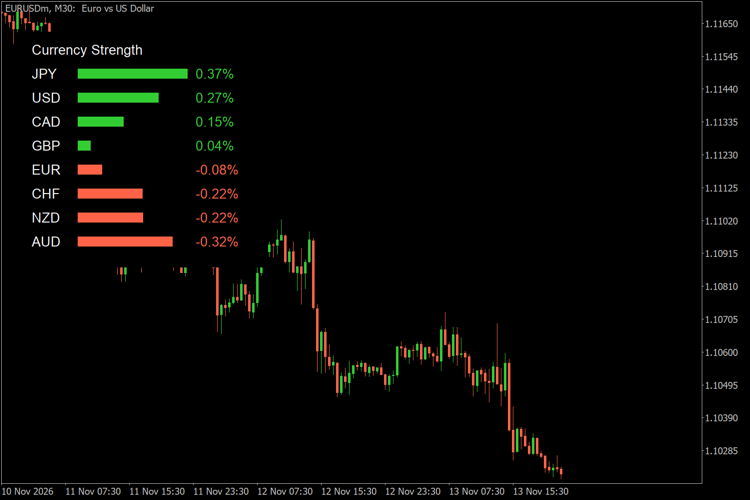 EURUSDm, M30: Euro vs US Dollar
Currency Strength
JPY 0.37%
USD 0.27%
CAD 0.15%
GBP 0.04%
EUR -0.08%
CHF -0.22%
NZD -0.22%
AUD -0.32%
1.11650
1.11545
1.11440
1.11335
1.11230
1.11125
1.11020
1.10915
1.10810
1.10705
1.10600
1.10495
1.10390
1.10285
10 Nov 2026 11 Nov 07:30 11 Nov 15:30 11 Nov 23:30 12 Nov 07:30 12 Nov 15:30 12 Nov 23:30 13 Nov 07:30 13 Nov 15:30